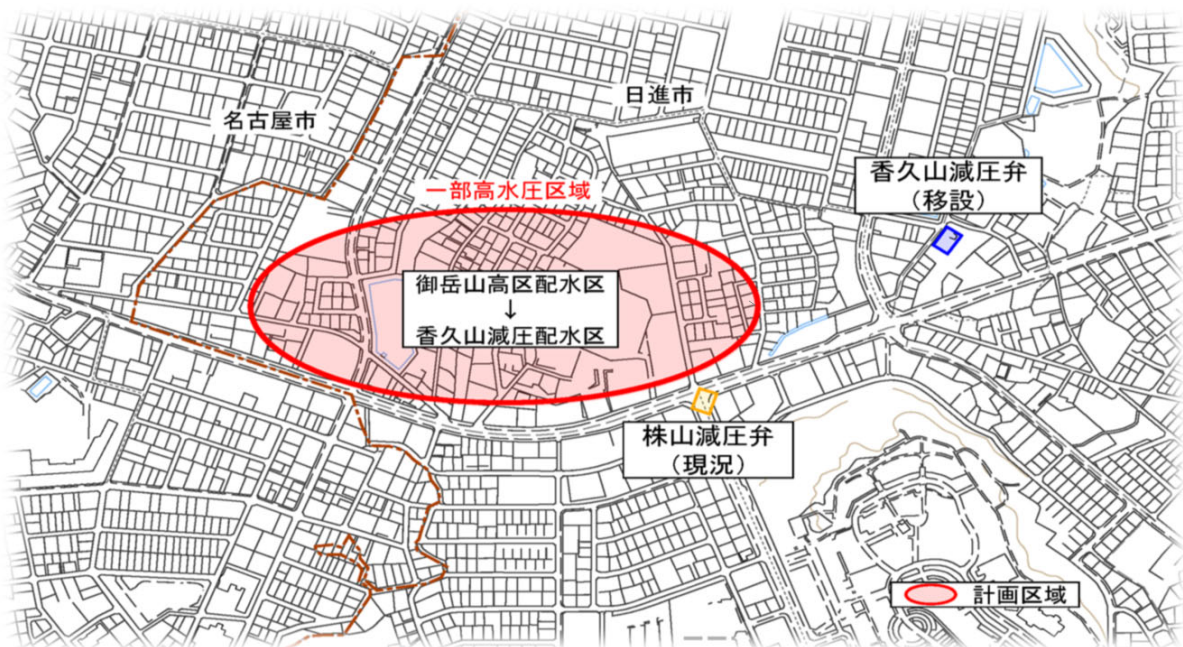 日進市
名古屋市
香久山減圧弁
（移設）
一部高水圧区域
御岳山高区配水区
↓
香久山減圧配水区
株山減圧弁
（現況）
計画区域